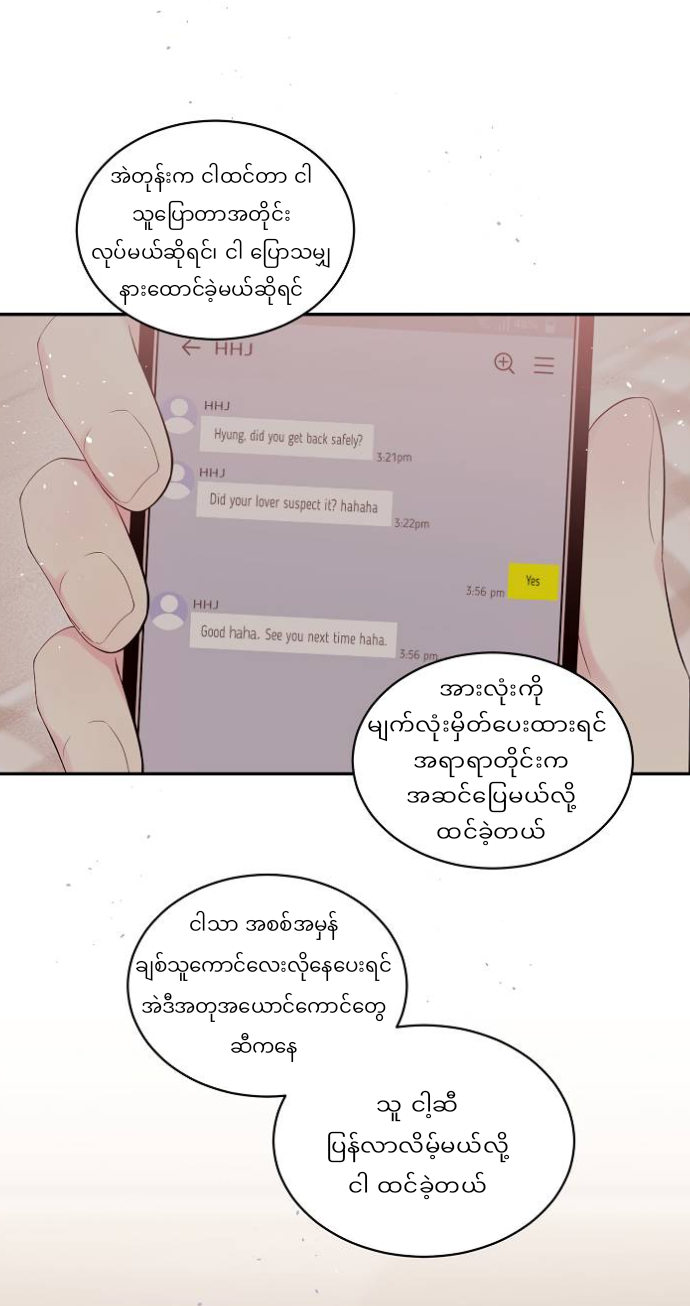 အဲတုန်းက ငါထင်တာ ငါ
သူပြောတာအတိုင်း
လုပ်မယ်ဆိုရင်၊ ငါ ပြောသမျှ
နားထောင်ခဲ့မယ်ဆိုရင်
← HHJ
HHJ
Hyung, did you get back safely?
3:21pm
HHJ
Did your lover suspect it? hahaha
3:22pm
Yes
3:56 pm
HHJ
Good haha. See you next time haha.
3:56 pm
အားလုံးကို
မျက်လုံးမှိတ်ပေးထားရင်
အရာရာတိုင်းက
အဆင်ပြေမယ်လို့
ထင်ခဲ့တယ်
ငါသာ အစစ်အမှန်
ချစ်သူကောင်လေးလိုနေပေးရင်
အဲဒီအတုအယောင်ကောင်တွေ
ဆီကနေ
သူ ငါ့ဆီ
ပြန်လာလိမ့်မယ်လို့
ငါ ထင်ခဲ့တယ်